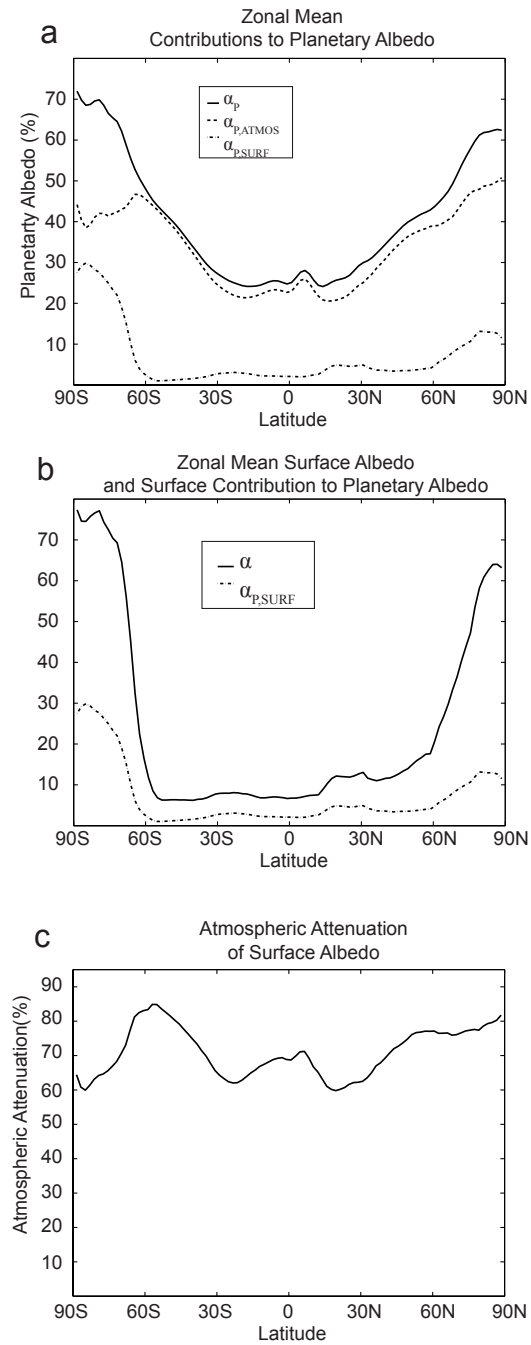 a
Zonal Mean
Contributions to Planetary Albedo
Planetarty Albedo (%)
70
60
50
40
30
20
10
α_P
α_P,ATMOS
α_P,SURF
90S 60S 30S 0 30N 60N 90N
Latitude
b
Zonal Mean Surface Albedo
and Surface Contribution to Planetary Albedo
70
60
50
40
30
20
10
α
α_P,SURF
90S 60S 30S 0 30N 60N 90N
Latitude
c
Atmospheric Attenuation
of Surface Albedo
Atmospheric Attenuation(%)
90
80
70
60
50
40
30
20
10
90S 60S 30S 0 30N 60N 90N
Latitude